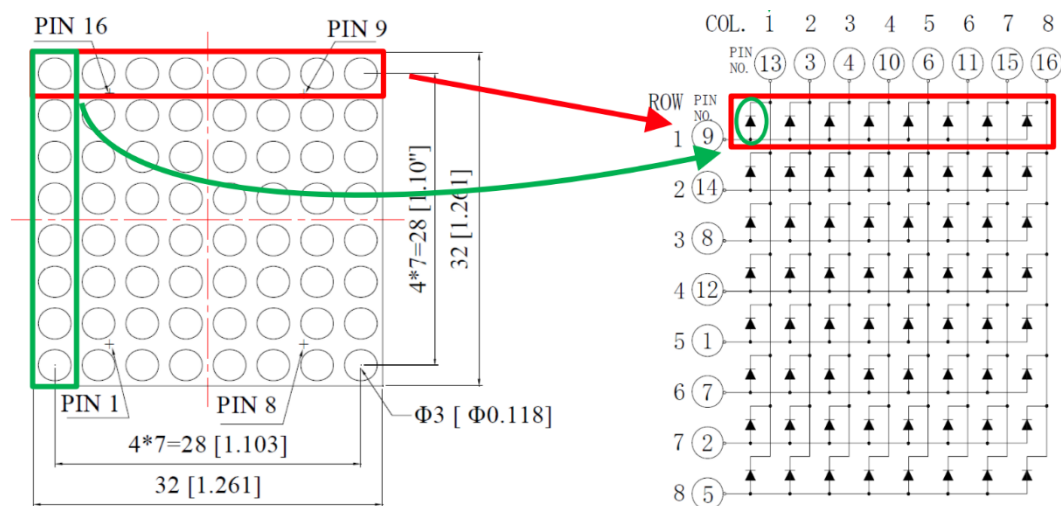 PIN 16
PIN 9
4*7=28 [1.10"]
32 [1.261]
PIN 1
PIN 8
Φ3 [ Φ0.118]
4*7=28 [1.103]
32 [1.261]
COL. 1 2 3 4 5 6 7 8
PIN
NO.
13 3 4 10 6 11 15 16
ROW PIN
NO.
1 9
2 14
3 8
4 12
5 1
6 7
7 2
8 5